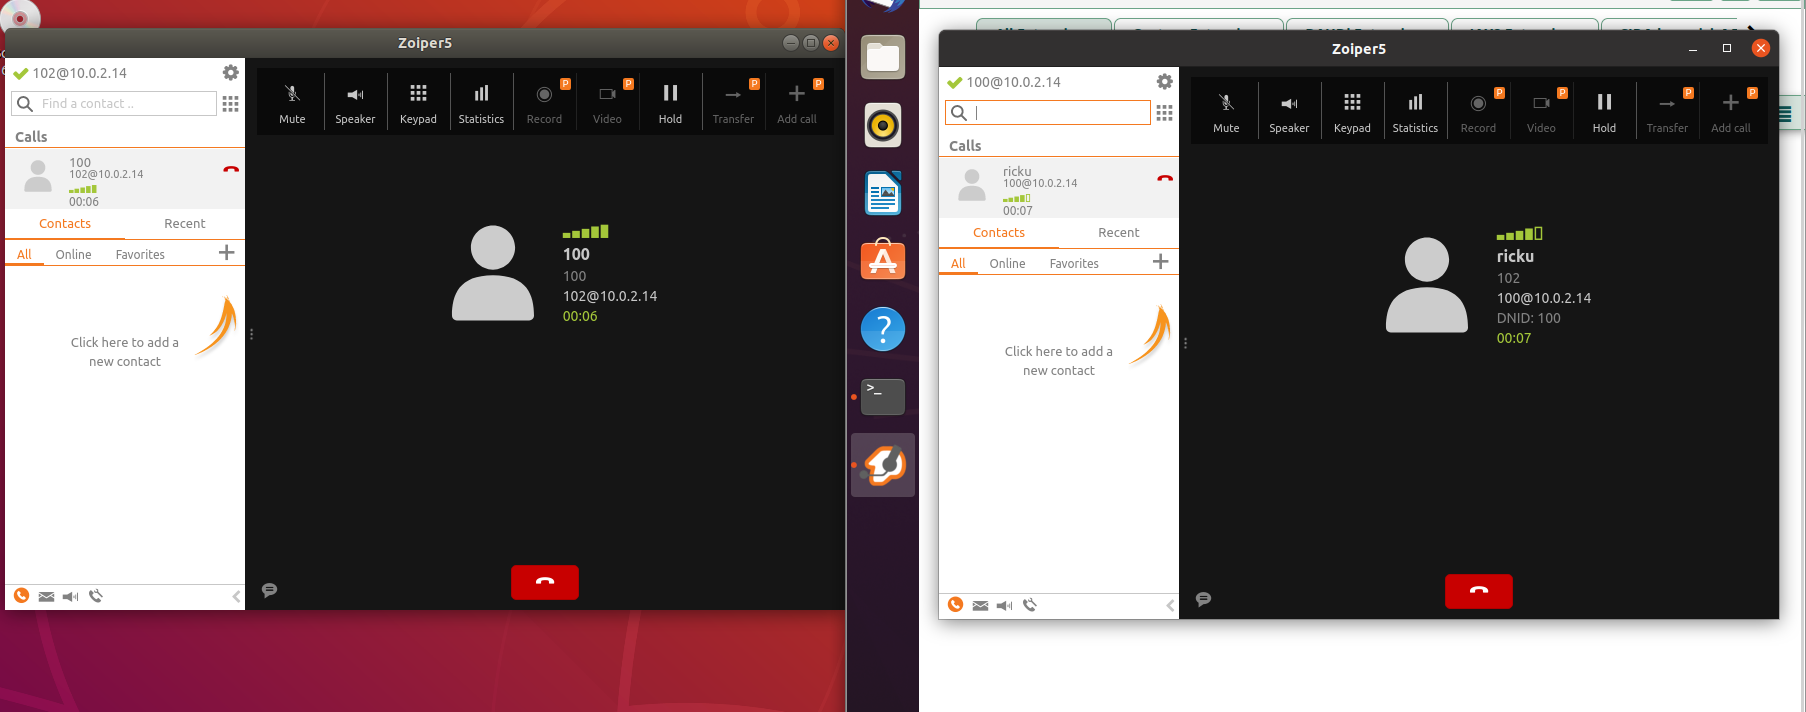 Zoiper5
102@10.0.2.14
Find a contact ..
Calls
100
102@10.0.2.14
00:06
Contacts
Recent
All
Online
Favorites
Click here to add a
new contact
Mute
Speaker
Keypad
Statistics
Record
P
Video
P
Hold
Transfer
P
Add call
P
100
100
102@10.0.2.14
00:06
Zoiper5
100@10.0.2.14
Calls
ricku
100@10.0.2.14
00:07
Contacts
Recent
All
Online
Favorites
Click here to add a
new contact
Mute
Speaker
Keypad
Statistics
Record
P
Video
P
Hold
Transfer
P
Add call
P
ricku
102
100@10.0.2.14
DNID: 100
00:07